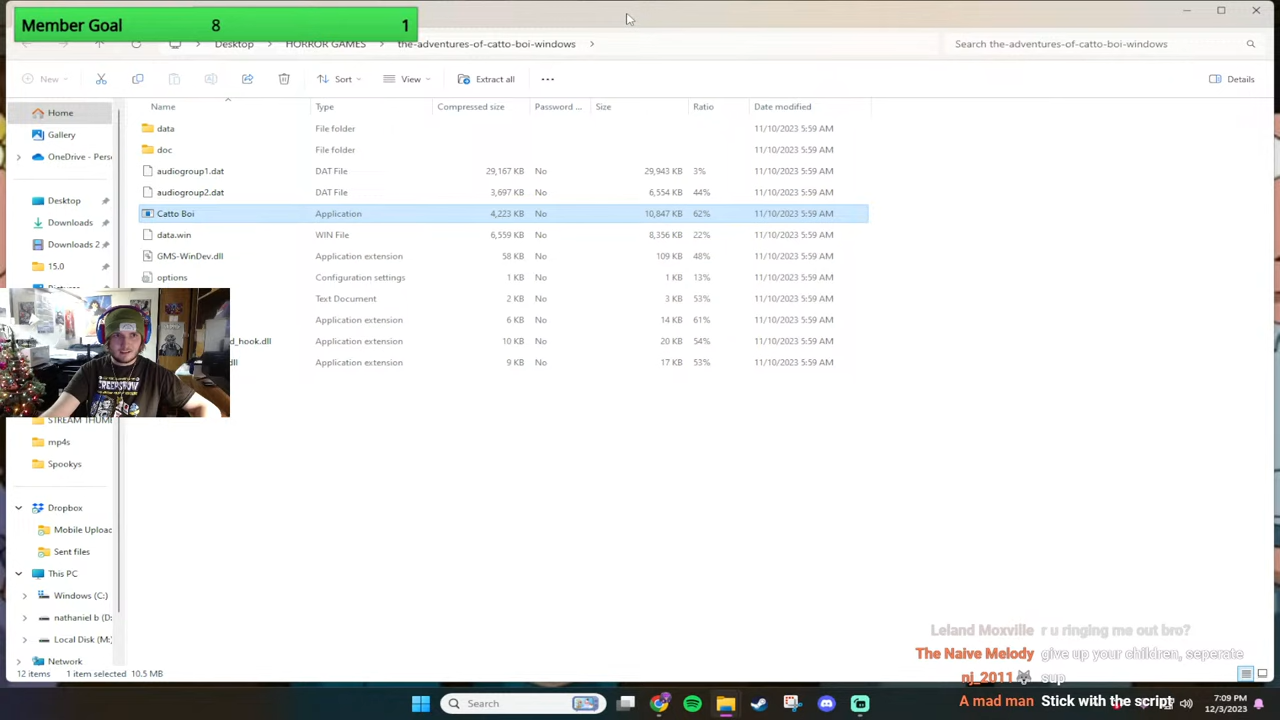 Member Goal 8 1
Desktop > HORROR GAMES > the-adventures-of-catto-boi-windows >
Search the-adventures-of-catto-boi-windows
New
Sort
View
Extract all
Details
Name Type Compressed size Password ... Size Ratio Date modified
data File folder 11/10/2023 5:59 AM
doc File folder 11/10/2023 5:59 AM
audiogroup1.dat DAT File 29,167 KB No 29,943 KB 3% 11/10/2023 5:59 AM
audiogroup2.dat DAT File 3,697 KB No 6,554 KB 44% 11/10/2023 5:59 AM
Catto Boi Application 4,223 KB No 10,847 KB 62% 11/10/2023 5:59 AM
data.win WIN File 6,559 KB No 8,356 KB 22% 11/10/2023 5:59 AM
GMS-WinDev.dll Application extension 58 KB No 109 KB 48% 11/10/2023 5:59 AM
options Configuration settings 1 KB No 1 KB 13% 11/10/2023 5:59 AM
Text Document 2 KB No 3 KB 53% 11/10/2023 5:59 AM
Application extension 6 KB No 14 KB 61% 11/10/2023 5:59 AM
d_hook.dll Application extension 10 KB No 20 KB 54% 11/10/2023 5:59 AM
dll Application extension 9 KB No 17 KB 53% 11/10/2023 5:59 AM
Home
Gallery
OneDrive - Pers
Desktop
Downloads
Downloads 2
15.0
STREAM THUM
mp4s
Spookys
Dropbox
Mobile Upload
Sent files
This PC
Windows (C:)
nathaniel b (D:
Local Disk (M:)
Network
12 items 1 item selected 10.5 MB
Leland Moxville r u ringing me out bro?
The Naive Melody give up your children, seperate
nj_2011 sup
A mad man Stick with the script
Search
7:09 PM
12/3/2023